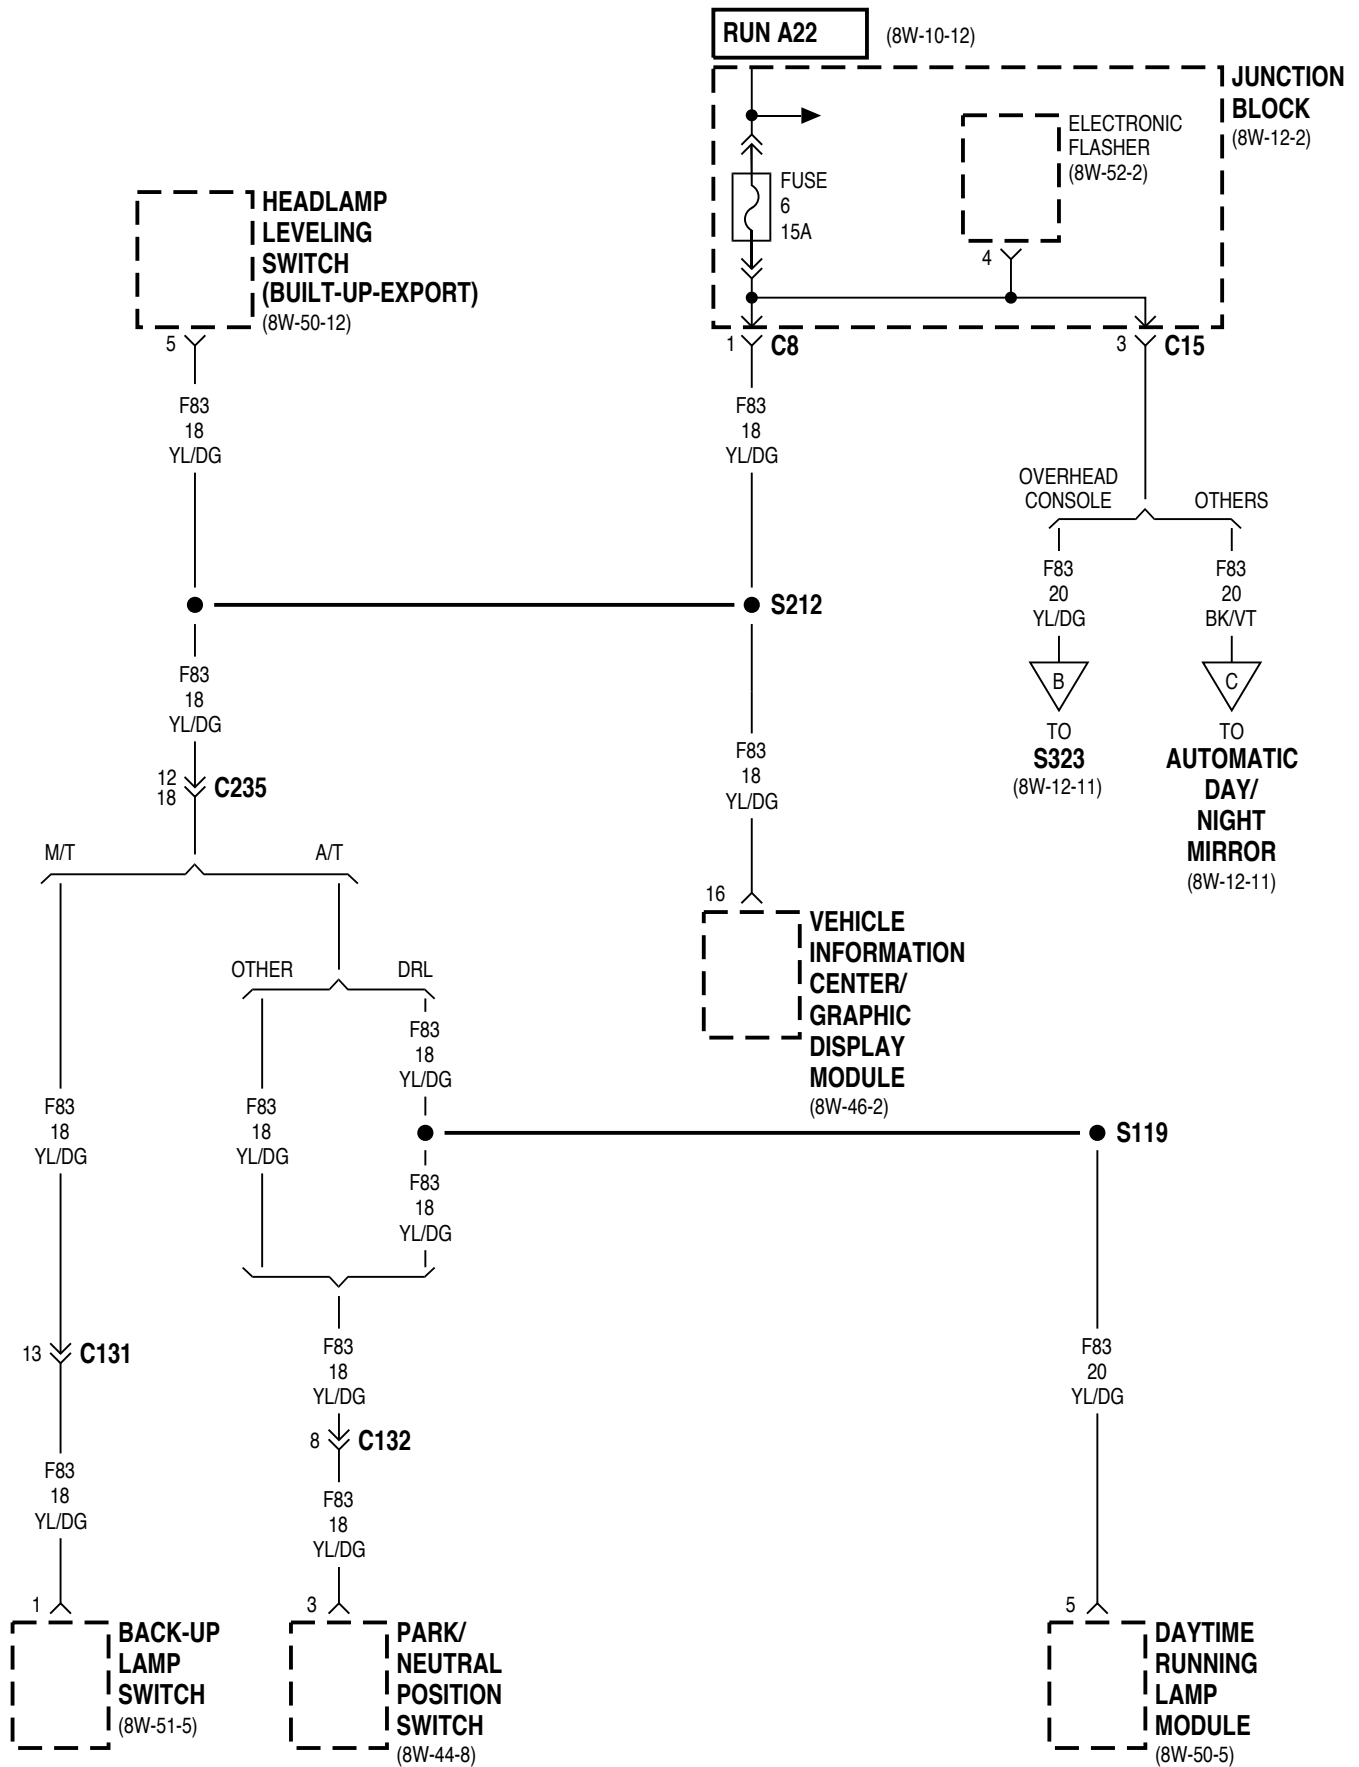 RUN A22
(8W-10-12)
JUNCTION
BLOCK
(8W-12-2)
ELECTRONIC
FLASHER
(8W-52-2)
FUSE
6
15A
4
HEADLAMP
LEVELING
SWITCH
(BUILT-UP-EXPORT)
(8W-50-12)
5
1
C8
3
C15
F83
18
YL/DG
F83
18
YL/DG
OVERHEAD
CONSOLE
OTHERS
F83
20
YL/DG
F83
20
BK/VT
S212
B
C
TO
S323
(8W-12-11)
TO
AUTOMATIC
DAY/
NIGHT
MIRROR
(8W-12-11)
F83
18
YL/DG
12
18
C235
F83
18
YL/DG
M/T
A/T
16
VEHICLE
INFORMATION
CENTER/
GRAPHIC
DISPLAY
MODULE
(8W-46-2)
OTHER
DRL
F83
18
YL/DG
F83
18
YL/DG
F83
18
YL/DG
S119
F83
18
YL/DG
13
C131
F83
18
YL/DG
F83
20
YL/DG
8
C132
F83
18
YL/DG
F83
18
YL/DG
1
BACK-UP
LAMP
SWITCH
(8W-51-5)
3
PARK/
NEUTRAL
POSITION
SWITCH
(8W-44-8)
5
DAYTIME
RUNNING
LAMP
MODULE
(8W-50-5)